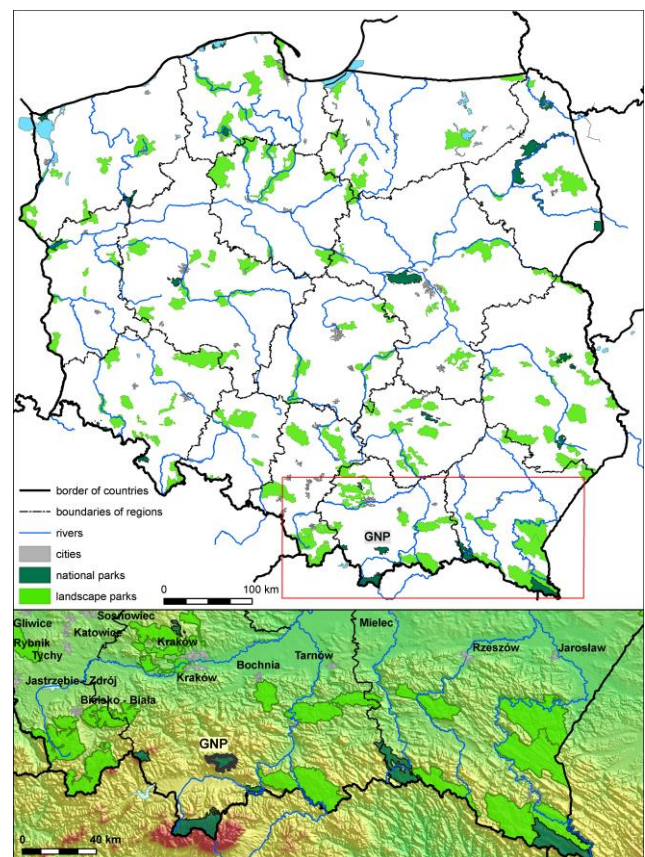 GNP
border of countries
boundaries of regions
rivers
cities
national parks
landscape parks
0 100 km
Gliwice
Sosnowiec
Katowice
Rybnik
Tychy
Kraków
Kraków
Bochnia
Tarnów
Mielec
Rzeszów
Jarosław
Jastrzębie - Zdrój
Bielsko - Biała
GNP
0 40 km